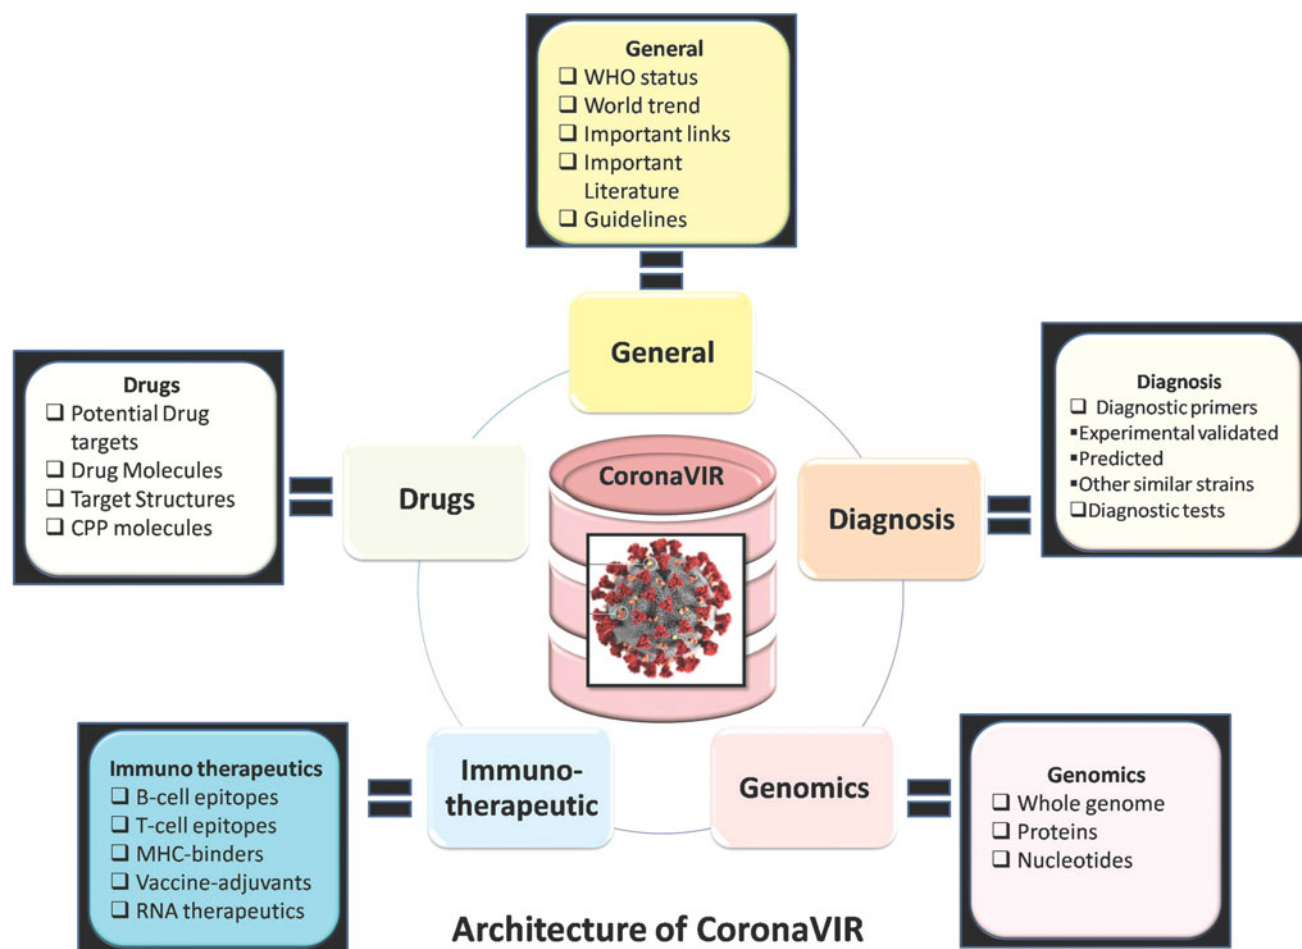 General
❑ WHO status
❑ World trend
❑ Important links
❑ Important
Literature
❑ Guidelines
General
Drugs
❑ Potential Drug
targets
❑ Drug Molecules
❑ Target Structures
❑ CPP molecules
Drugs
CoronaVIR
Diagnosis
Diagnosis
❑ Diagnostic primers
▪Experimental validated
▪Predicted
▪Other similar strains
❑Diagnostic tests
Immuno therapeutics
❑ B-cell epitopes
❑ T-cell epitopes
❑ MHC-binders
❑ Vaccine-adjuvants
❑ RNA therapeutics
Immuno-
therapeutic
Genomics
Genomics
❑ Whole genome
❑ Proteins
❑ Nucleotides
Architecture of CoronaVIR